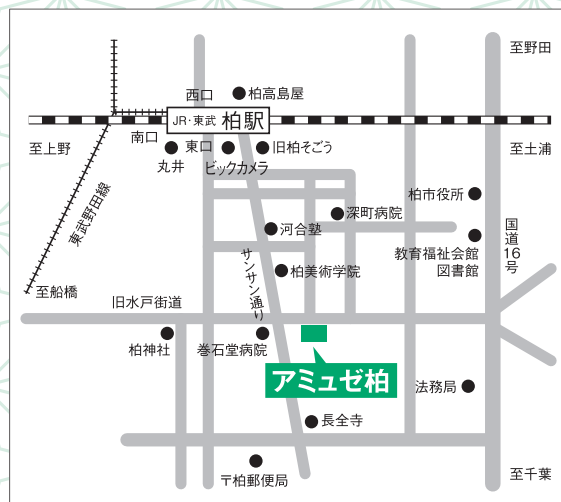 至野田
西口
柏高島屋
JR・東武 柏駅
至上野
南口
東口
旧柏そごう
至土浦
丸井
ビックカメラ
東武野田線
柏市役所
深町病院
国道16号
河合塾
教育福祉会館
図書館
サンサン通り
柏美術学院
至船橋
旧水戸街道
柏神社
巻石堂病院
アミュゼ柏
法務局
長全寺
〒柏郵便局
至千葉